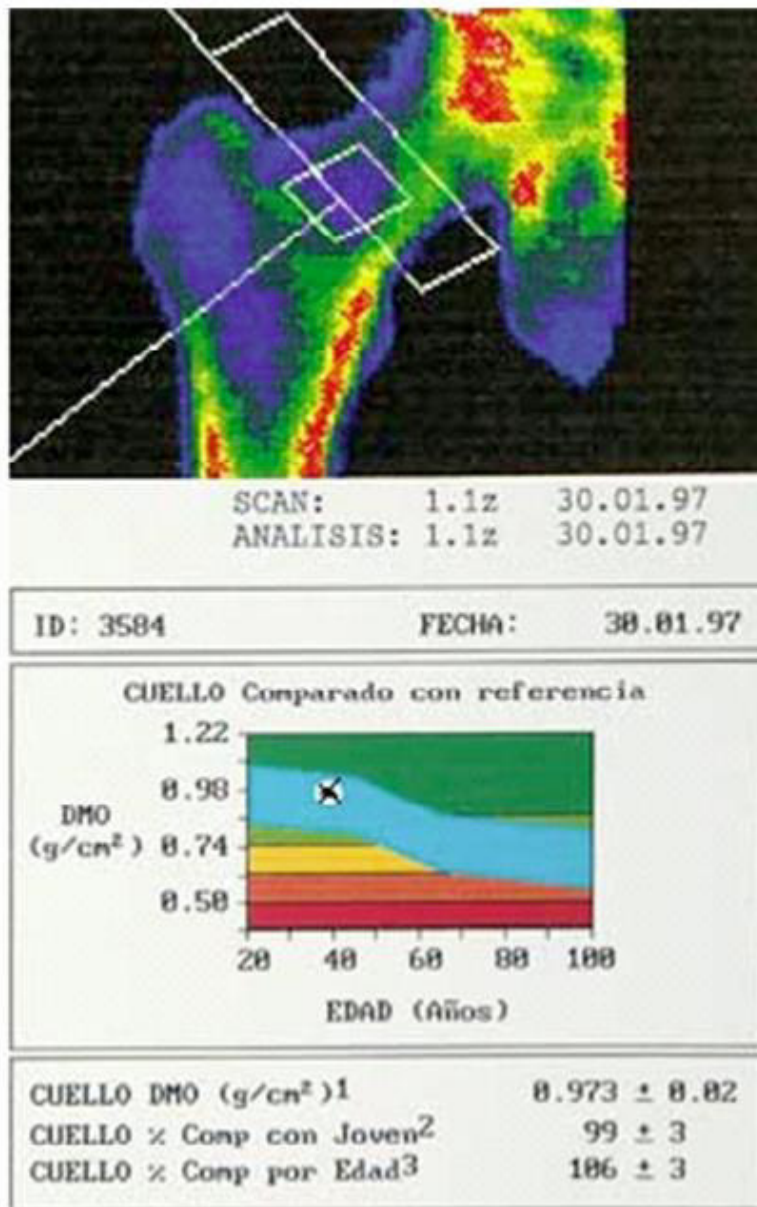 SCAN: 1.1z 30.01.97
ANALISIS: 1.1z 30.01.97
ID: 3584 FECHA: 30.01.97
CUELLO Comparado con referencia
1.22
0.98
DMO
(g/cm²) 0.74
0.50
20 40 60 80 100
EDAD (Años)
CUELLO DMO (g/cm²)1 0.973 ± 0.02
CUELLO % Comp con Joven2 99 ± 3
CUELLO % Comp por Edad3 106 ± 3